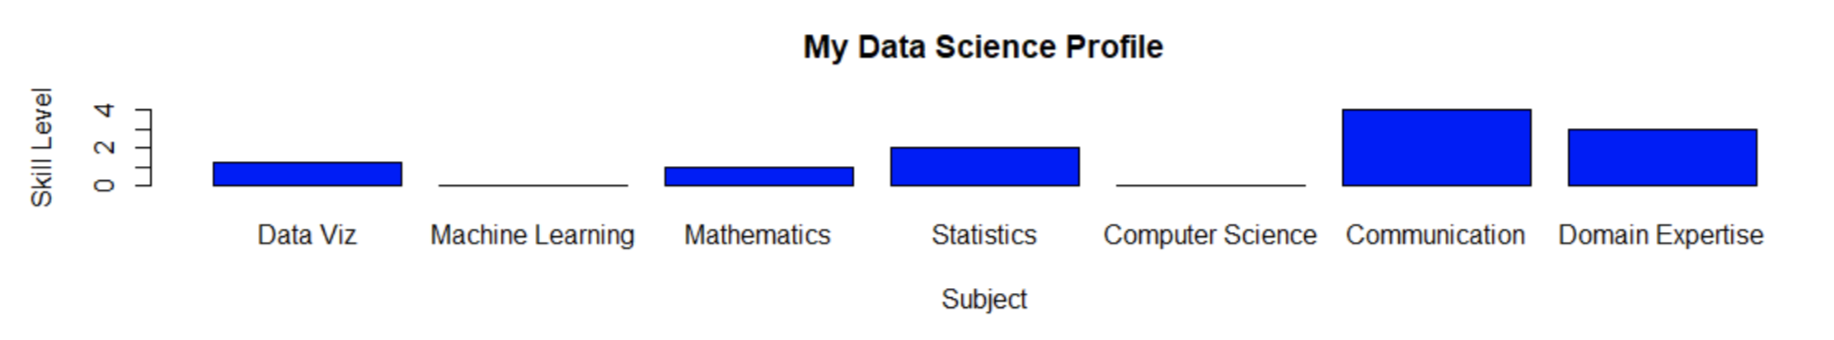 My Data Science Profile
Skill Level
4
2
0
Data Viz Machine Learning Mathematics Statistics Computer Science Communication Domain Expertise
Subject